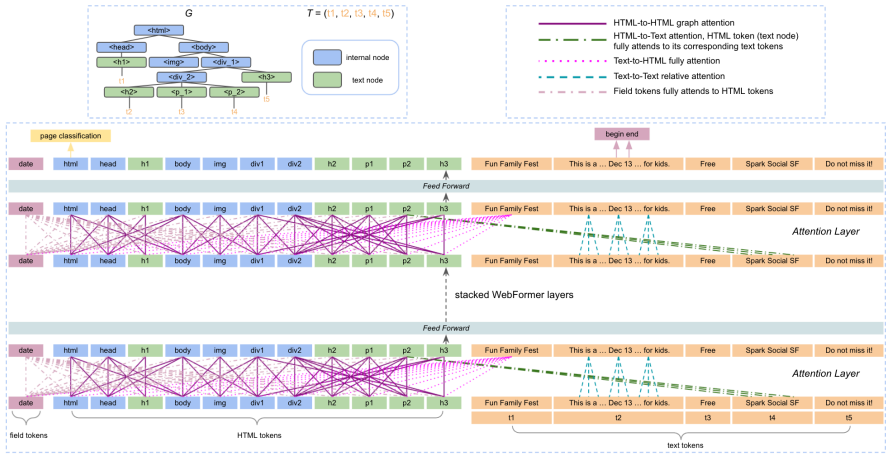 G
T = (t1, t2, t3, t4, t5)
<html>
<head>
<body>
<h1>
<img>
<div_1>
t1
<div_2>
<h3>
<h2>
<p_1>
<p_2>
t5
t2
t3
t4
internal node
text node
HTML-to-HTML graph attention
HTML-to-Text attention, HTML token (text node)
fully attends to its corresponding text tokens
Text-to-HTML fully attention
Text-to-Text relative attention
Field tokens fully attends to HTML tokens
page classification
begin end
date html head h1 body img div1 div2 h2 p1 p2 h3 Fun Family Fest This is a ... Dec 13 ... for kids. Free Spark Social SF Do not miss it!
Feed Forward
date html head h1 body img div1 div2 h2 p1 p2 h3 Fun Family Fest This is a ... Dec 13 ... for kids. Free Spark Social SF Do not miss it!
Attention Layer
date html head h1 body img div1 div2 h2 p1 p2 h3 Fun Family Fest This is a ... Dec 13 ... for kids. Free Spark Social SF Do not miss it!
stacked WebFormer layers
Feed Forward
date html head h1 body img div1 div2 h2 p1 p2 h3 Fun Family Fest This is a ... Dec 13 ... for kids. Free Spark Social SF Do not miss it!
Attention Layer
date html head h1 body img div1 div2 h2 p1 p2 h3 Fun Family Fest This is a ... Dec 13 ... for kids. Free Spark Social SF Do not miss it!
t1 t2 t3 t4 t5
field tokens HTML tokens text tokens